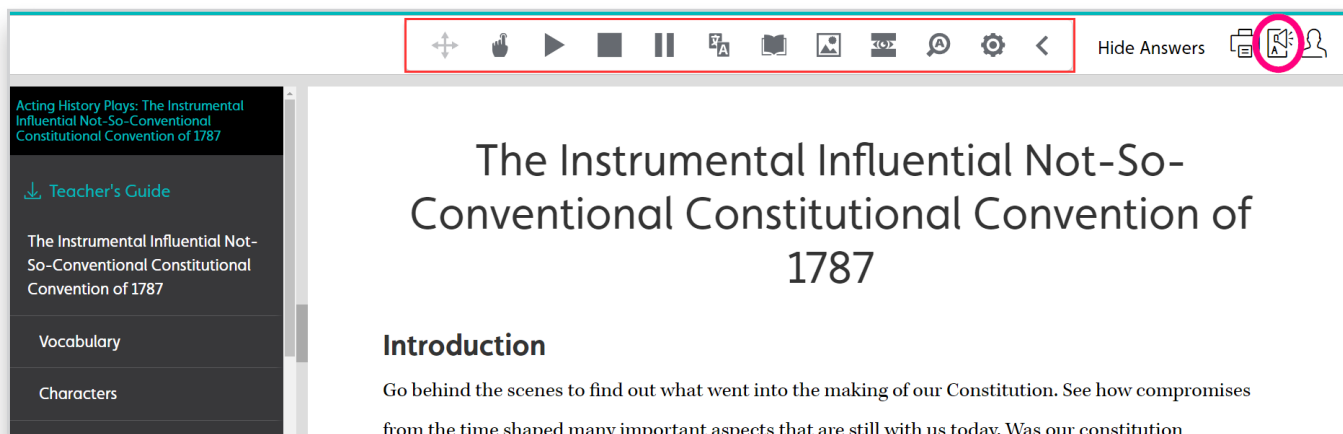 Hide Answers
Acting History Plays: The Instrumental
Influential Not-So-Conventional
Constitutional Convention of 1787
Teacher's Guide
The Instrumental Influential Not-
So-Conventional Constitutional
Convention of 1787
Vocabulary
Characters
The Instrumental Influential Not-So-
Conventional Constitutional Convention of
1787
Introduction
Go behind the scenes to find out what went into the making of our Constitution. See how compromises
from the time shaped many important aspects that are still with us today. Was our constitution